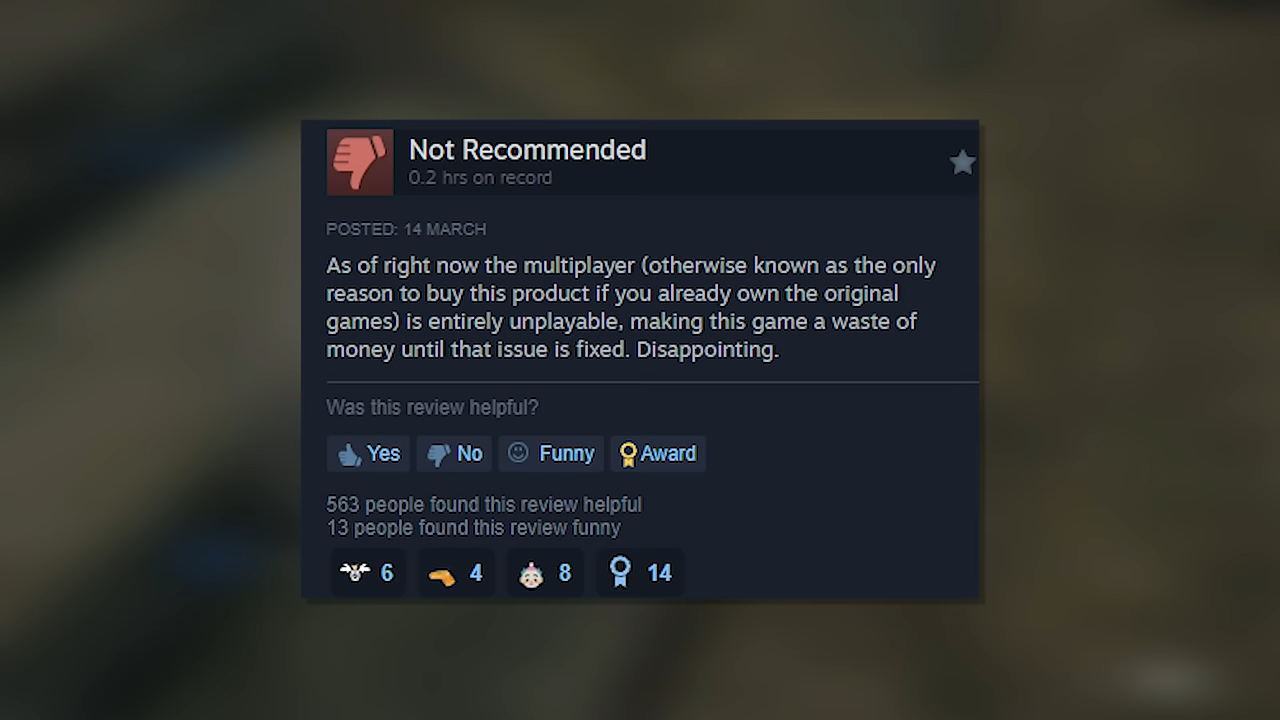 Not Recommended
0.2 hrs on record
POSTED: 14 MARCH
As of right now the multiplayer (otherwise known as the only
reason to buy this product if you already own the original
games) is entirely unplayable, making this game a waste of
money until that issue is fixed. Disappointing.
Was this review helpful?
Yes No Funny Award
563 people found this review helpful
13 people found this review funny
6 4 8 14